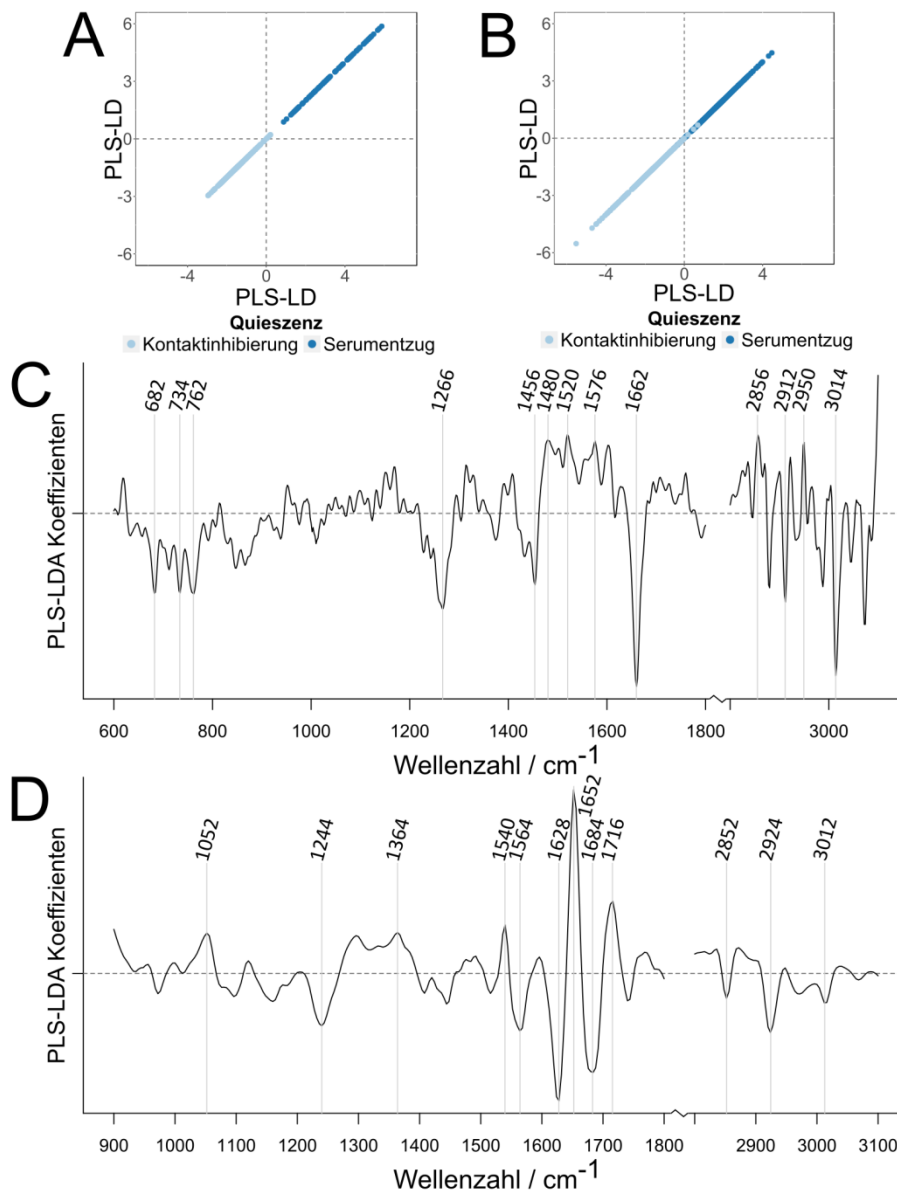 A
PLS-LD
6
3
0
-3
-6
-4 0 4
PLS-LD
Quieszenz
Kontaktinhibierung Serumentzug
B
PLS-LD
6
3
0
-3
-6
-4 0 4
PLS-LD
Quieszenz
Kontaktinhibierung Serumentzug
C
PLS-LDA Koeffizienten
682 734 762 1266 1456 1480 1520 1576 1662 2856 2912 2950 3014
600 800 1000 1200 1400 1600 1800 3000
Wellenzahl / cm-1
D
PLS-LDA Koeffizienten
1052 1244 1364 1540 1564 1628 1652 1684 1716 2852 2924 3012
900 1000 1100 1200 1300 1400 1500 1600 1700 1800 2900 3000 3100
Wellenzahl / cm-1